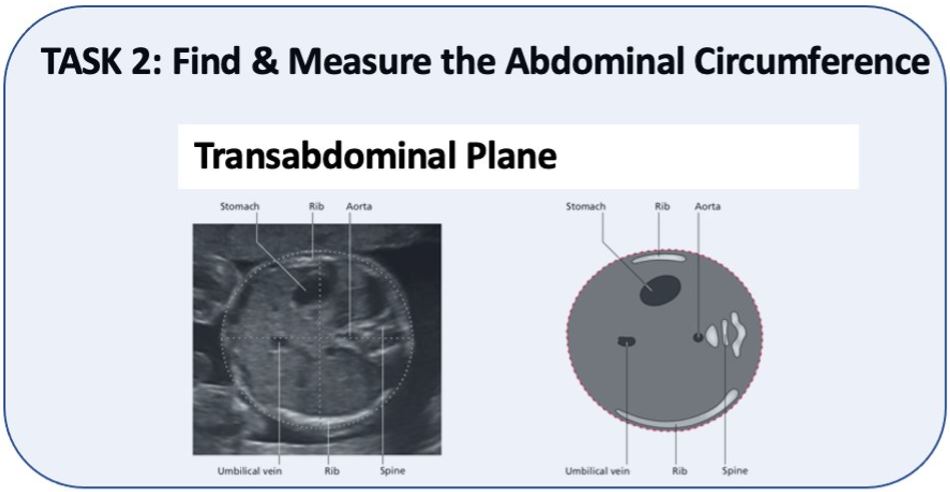 TASK 2: Find & Measure the Abdominal Circumference
Transabdominal Plane
Stomach Rib Aorta
Stomach Rib Aorta
Umbilical vein Rib Spine
Umbilical vein Rib Spine